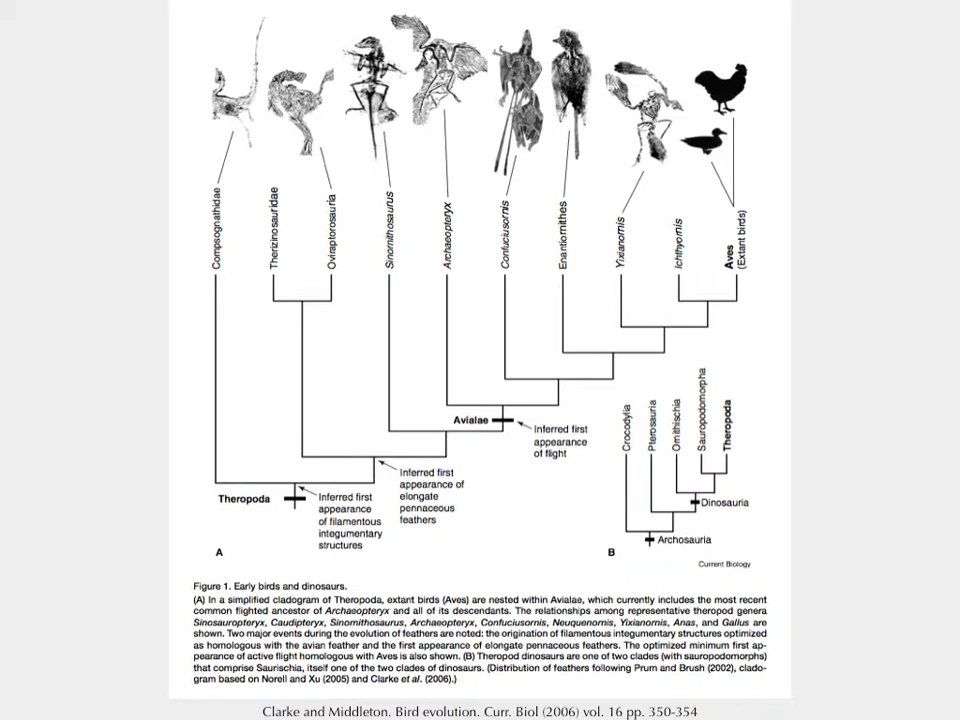 Compsognathidae
Therizinosauridae
Oviraptorosauria
Sinornithosaurus
Archaeopteryx
Confuciusornis
Enantiornithes
Yixianornis
Ichthyornis
Aves
(Extant birds)
Avialae
Inferred first
appearance
of flight
Inferred first
appearance of
elongate
pennaceous
feathers
Theropoda
Inferred first
appearance
of filamentous
integumentary
structures
A
Crocodylia
Pterosauria
Ornithischia
Sauropodomorpha
Theropoda
Dinosauria
Archosauria
B
Current Biology
Figure 1. Early birds and dinosaurs.
(A) In a simplified cladogram of Theropoda, extant birds (Aves) are nested within Avialae, which currently includes the most recent
common flighted ancestor of Archaeopteryx and all of its descendants. The relationships among representative theropod genera
Sinosauropteryx, Caudipteryx, Sinornithosaurus, Archaeopteryx, Confuciusornis, Neuquenornis, Yixianornis, Anas, and Gallus are
shown. Two major events during the evolution of feathers are noted: the origination of filamentous integumentary structures optimized
as homologous with the avian feather and the first appearance of elongate pennaceous feathers. The optimized minimum first ap-
pearance of active flight homologous with Aves is also shown. (B) Theropod dinosaurs are one of two clades (with sauropodomorphs)
that comprise Saurischia, itself one of the two clades of dinosaurs. (Distribution of feathers following Prum and Brush (2002), clado-
gram based on Norell and Xu (2005) and Clarke et al. (2006).)
Clarke and Middleton. Bird evolution. Curr. Biol (2006) vol. 16 pp. 350-354